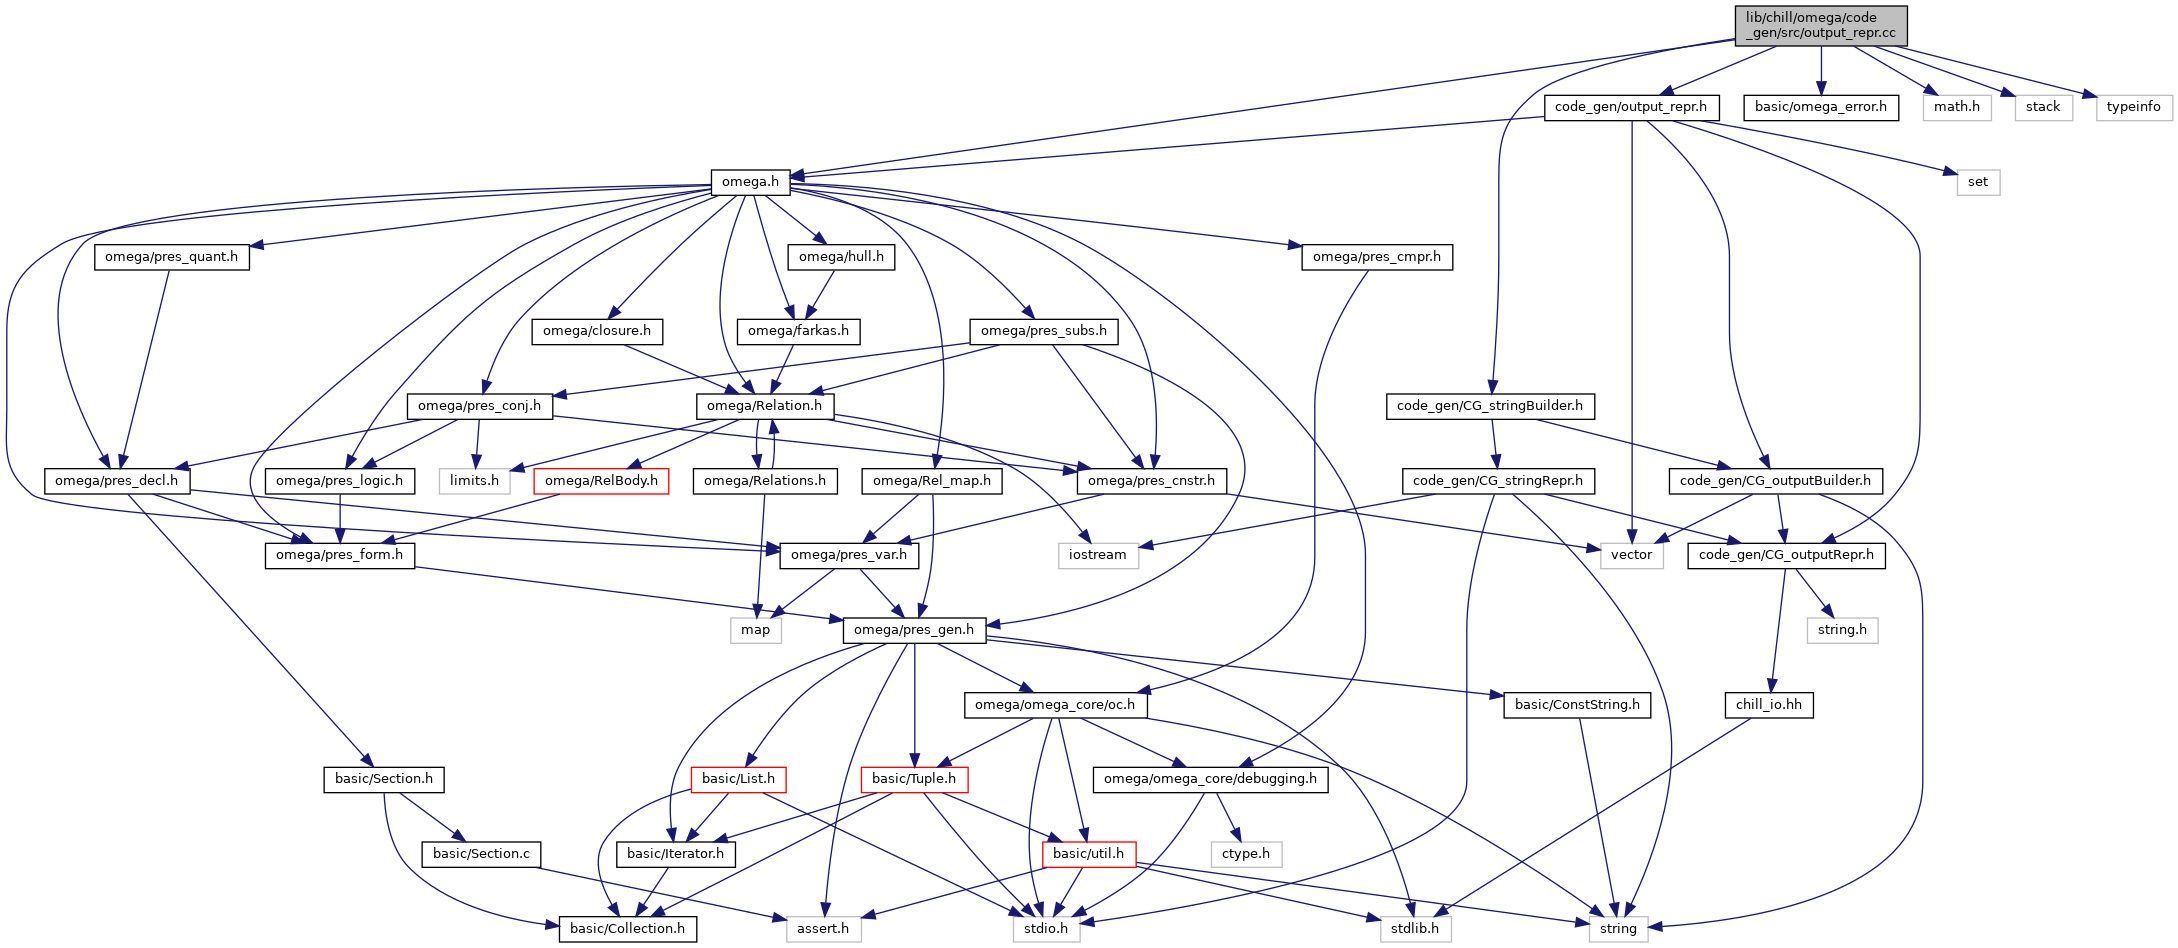 lib/chill/omega/code
_gen/src/output_repr.cc
code_gen/output_repr.h
basic/omega_error.h
math.h
stack
typeinfo
omega.h
set
omega/pres_quant.h
omega/hull.h
omega/pres_cmpr.h
omega/closure.h
omega/farkas.h
omega/pres_subs.h
omega/pres_conj.h
omega/Relation.h
code_gen/CG_stringBuilder.h
omega/pres_decl.h
omega/pres_logic.h
limits.h
omega/RelBody.h
omega/Relations.h
omega/Rel_map.h
omega/pres_cnstr.h
code_gen/CG_stringRepr.h
code_gen/CG_outputBuilder.h
omega/pres_form.h
omega/pres_var.h
iostream
vector
code_gen/CG_outputRepr.h
map
omega/pres_gen.h
string.h
omega/omega_core/oc.h
basic/ConstString.h
chill_io.hh
basic/Section.h
basic/List.h
basic/Tuple.h
omega/omega_core/debugging.h
basic/Section.c
basic/Iterator.h
basic/util.h
ctype.h
basic/Collection.h
assert.h
stdio.h
stdlib.h
string